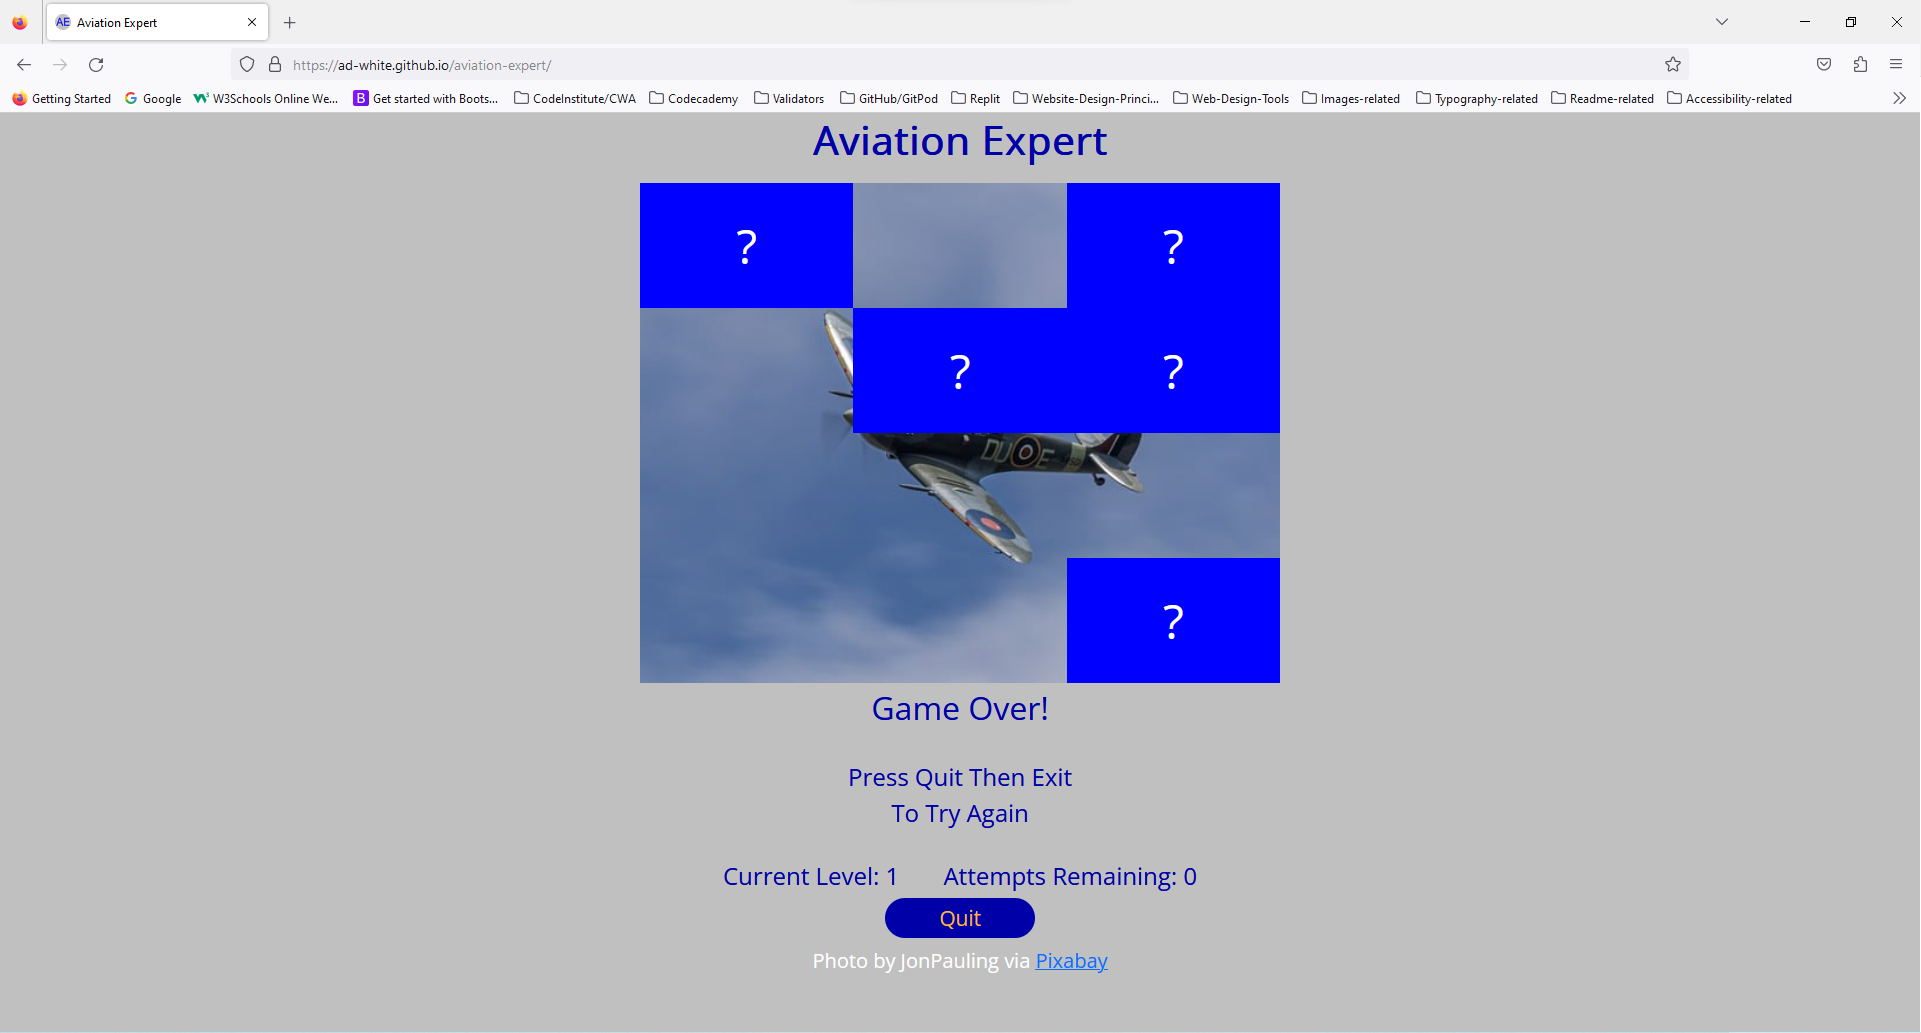 AE Aviation Expert
https://ad-white.github.io/aviation-expert/
Getting Started Google W3Schools Online We... B Get started with Boots... CodeInstitute/CWA Codecademy Validators GitHub/GitPod Replit Website-Design-Princi... Web-Design-Tools Images-related Typography-related Readme-related Accessibility-related
Aviation Expert
? ?
? ?
DU E
?
Game Over!
Press Quit Then Exit
To Try Again
Current Level: 1 Attempts Remaining: 0
Quit
Photo by JonPauling via Pixabay